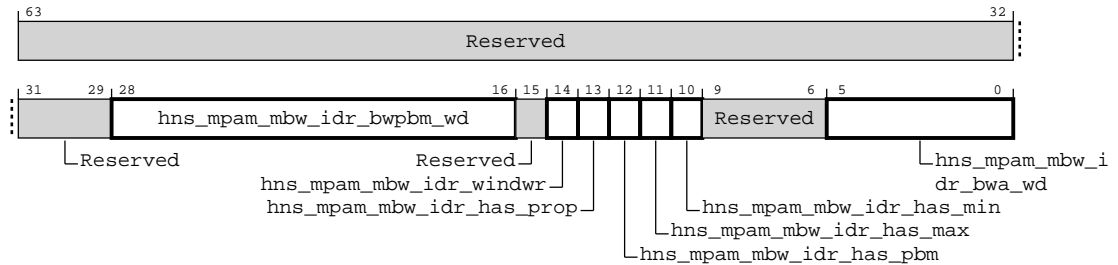 63 32
Reserved
31 29 28 16 15 14 13 12 11 10 9 6 5 0
hns_mpam_mbw_idr_bwpbm_wd Reserved
Reserved Reserved hns_mpam_mbw_i
hns_mpam_mbw_idr_windwr dr_bwa_wd
hns_mpam_mbw_idr_has_prop hns_mpam_mbw_idr_has_min
hns_mpam_mbw_idr_has_max
hns_mpam_mbw_idr_has_pbm